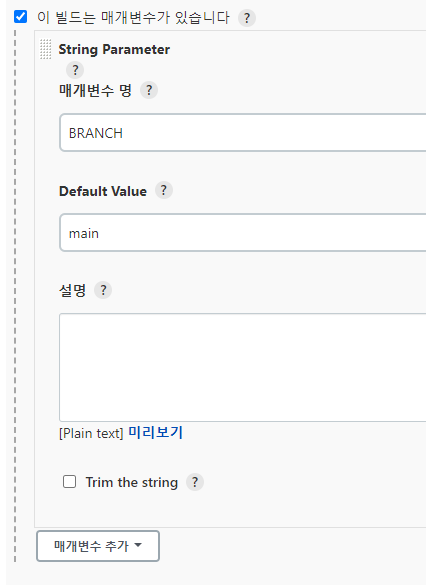 이 빌드는 매개변수가 있습니다 ?
String Parameter
?
매개변수 명 ?
BRANCH
Default Value ?
main
설명 ?
[Plain text] 미리보기
Trim the string ?
매개변수 추가